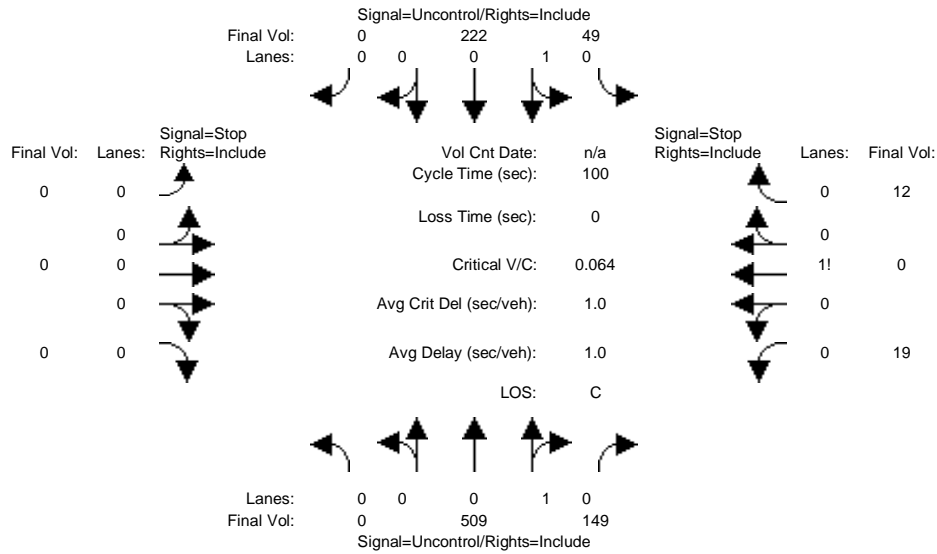 Signal=Uncontrol/Rights=Include
Final Vol: 0 222 49
Lanes: 0 0 0 1 0
Signal=Stop
Final Vol: Lanes: Rights=Include
Vol Cnt Date: n/a
Signal=Stop
Rights=Include Lanes: Final Vol:
Cycle Time (sec): 100
0 0
0 12
Loss Time (sec): 0
0
0
0 0
Critical V/C: 0.064
1! 0
0
Avg Crit Del (sec/veh): 1.0
0
0 0
Avg Delay (sec/veh): 1.0
0 19
LOS: C
Lanes: 0 0 0 1 0
Final Vol: 0 509 149
Signal=Uncontrol/Rights=Include